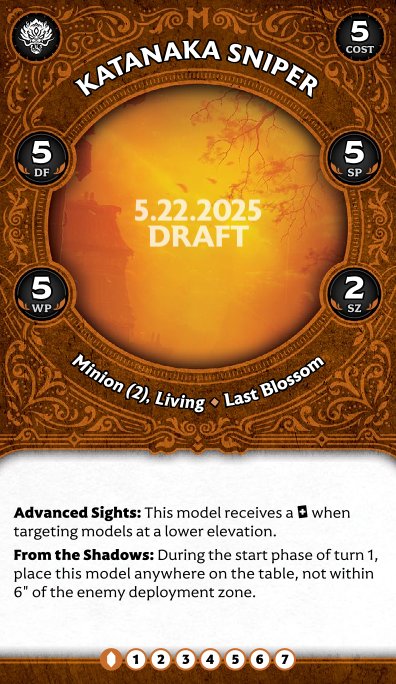 M
KATANAKA SNIPER
5
COST
5
DF
5
SP
5.22.2025
DRAFT
5
WP
2
SZ
Minion (2), Living ◆ Last Blossom
Advanced Sights: This model receives a 🂠 when
targeting models at a lower elevation.
From the Shadows: During the start phase of turn 1,
place this model anywhere on the table, not within
6" of the enemy deployment zone.
1 2 3 4 5 6 7